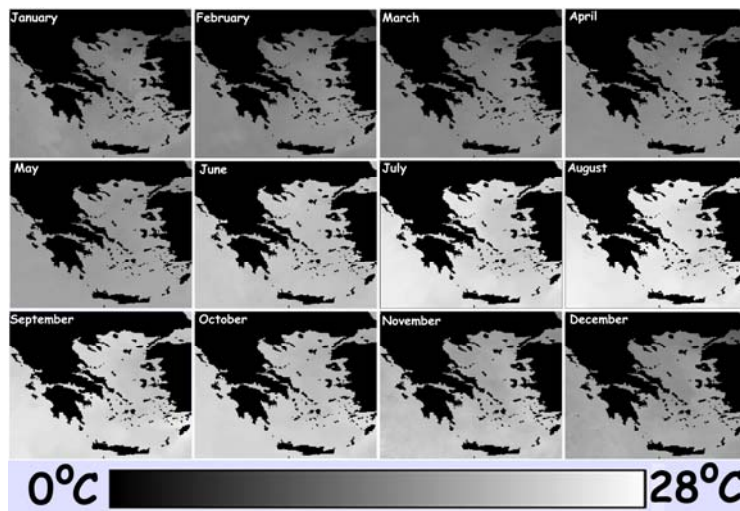 January
February
March
April
May
June
July
August
September
October
November
December
0°C
28°C